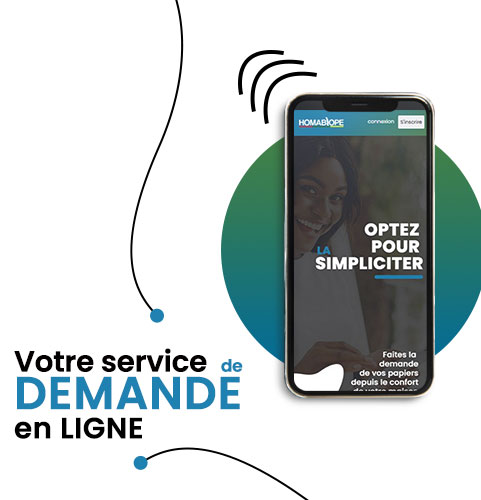 HOMABIOPE connexion S'inscrire
OPTEZ
POUR
LA
SIMPLICITER
Faites la
demande
de vos papiers
depuis le confort
de votre maison
Votre service de
DEMANDE
en LIGNE